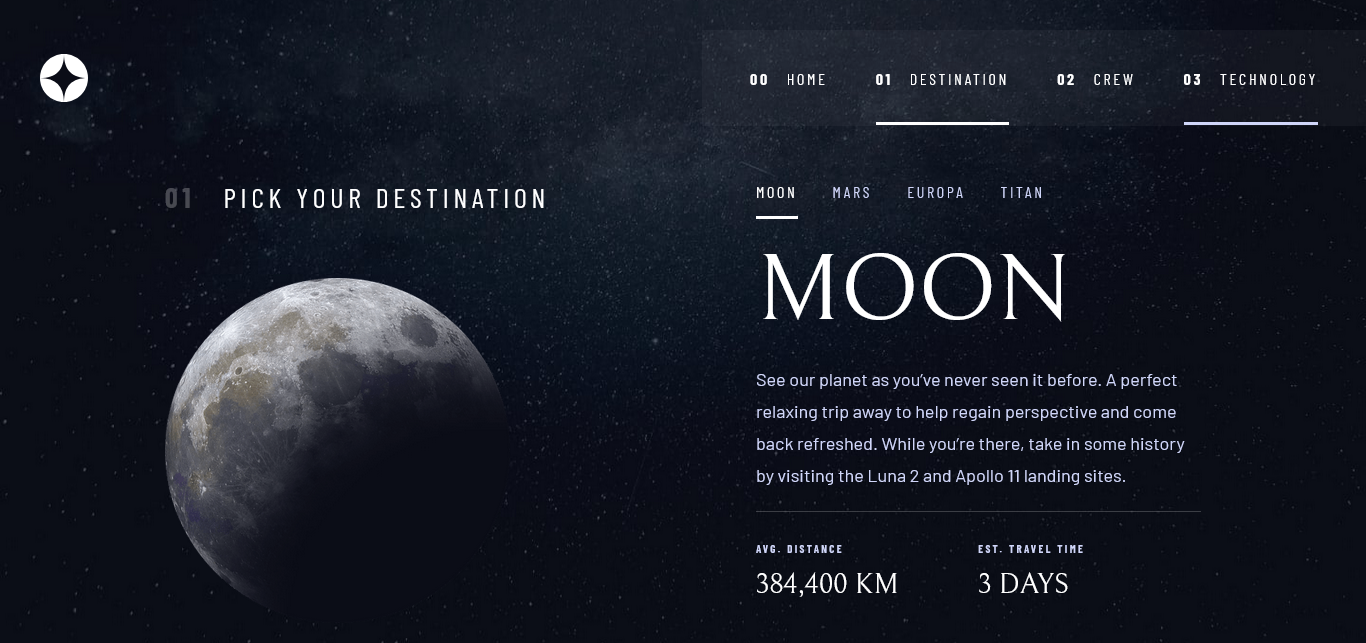 00 HOME 01 DESTINATION 02 CREW 03 TECHNOLOGY
01 PICK YOUR DESTINATION
MOON MARS EUROPA TITAN
MOON
See our planet as you’ve never seen it before. A perfect
relaxing trip away to help regain perspective and come
back refreshed. While you’re there, take in some history
by visiting the Luna 2 and Apollo 11 landing sites.
AVG. DISTANCE
384,400 KM
EST. TRAVEL TIME
3 DAYS